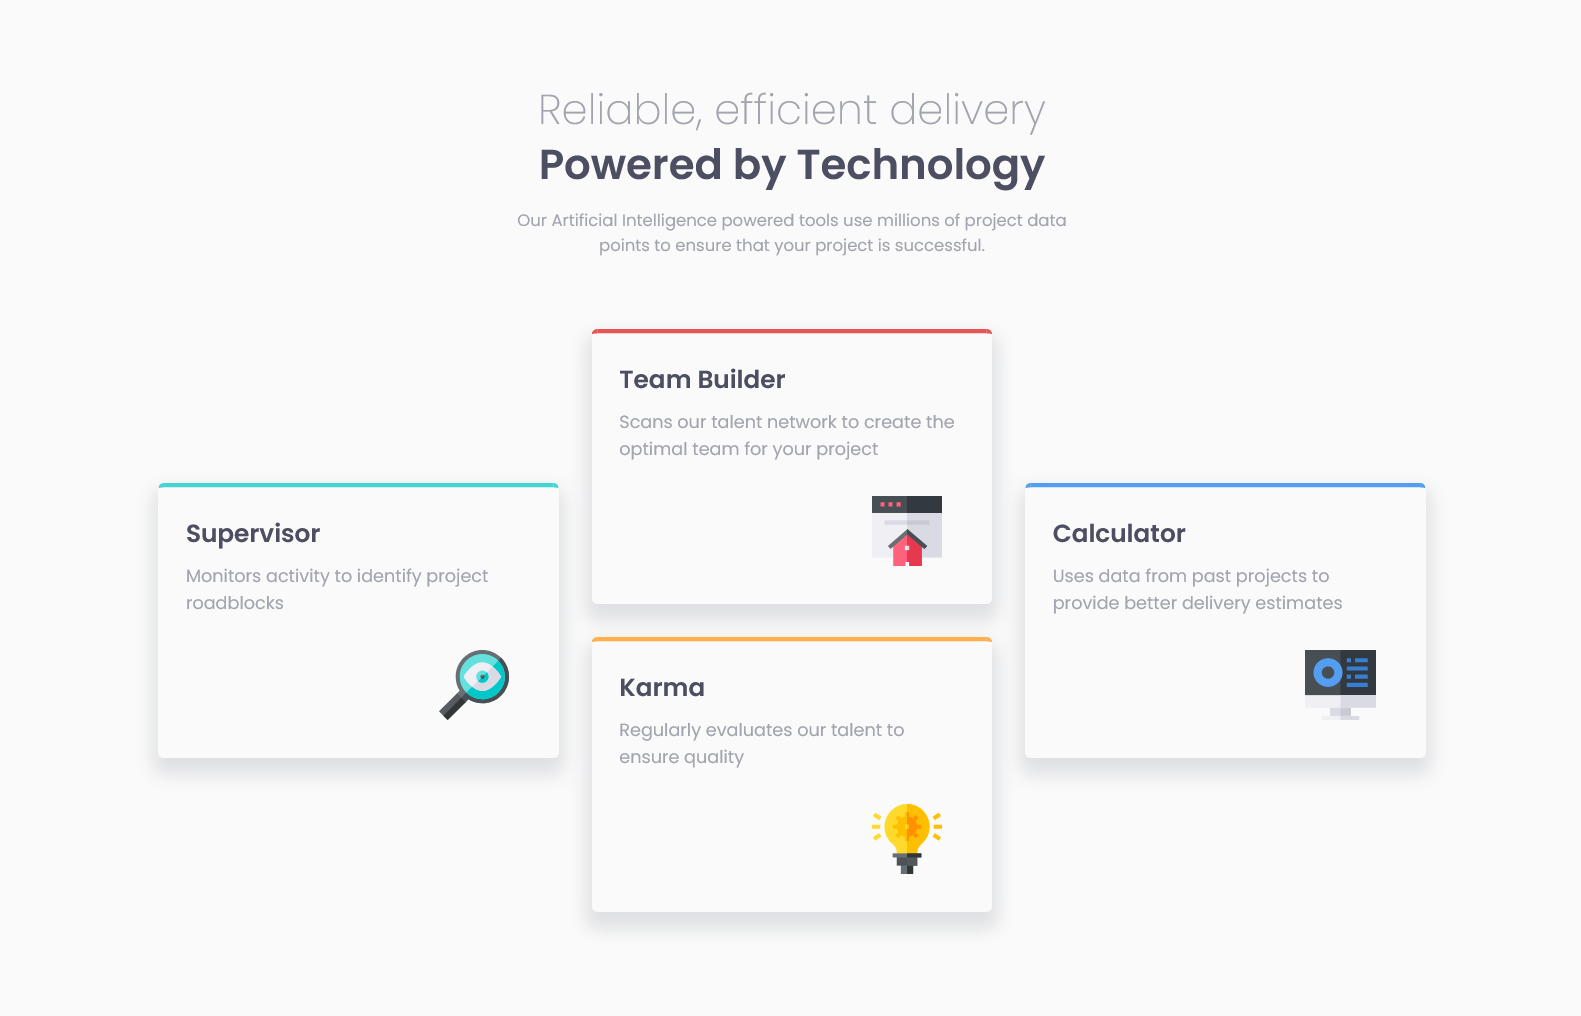 Reliable, efficient delivery
Powered by Technology
Our Artificial Intelligence powered tools use millions of project data
points to ensure that your project is successful.
Team Builder
Scans our talent network to create the
optimal team for your project
Supervisor
Monitors activity to identify project
roadblocks
Calculator
Uses data from past projects to
provide better delivery estimates
Karma
Regularly evaluates our talent to
ensure quality